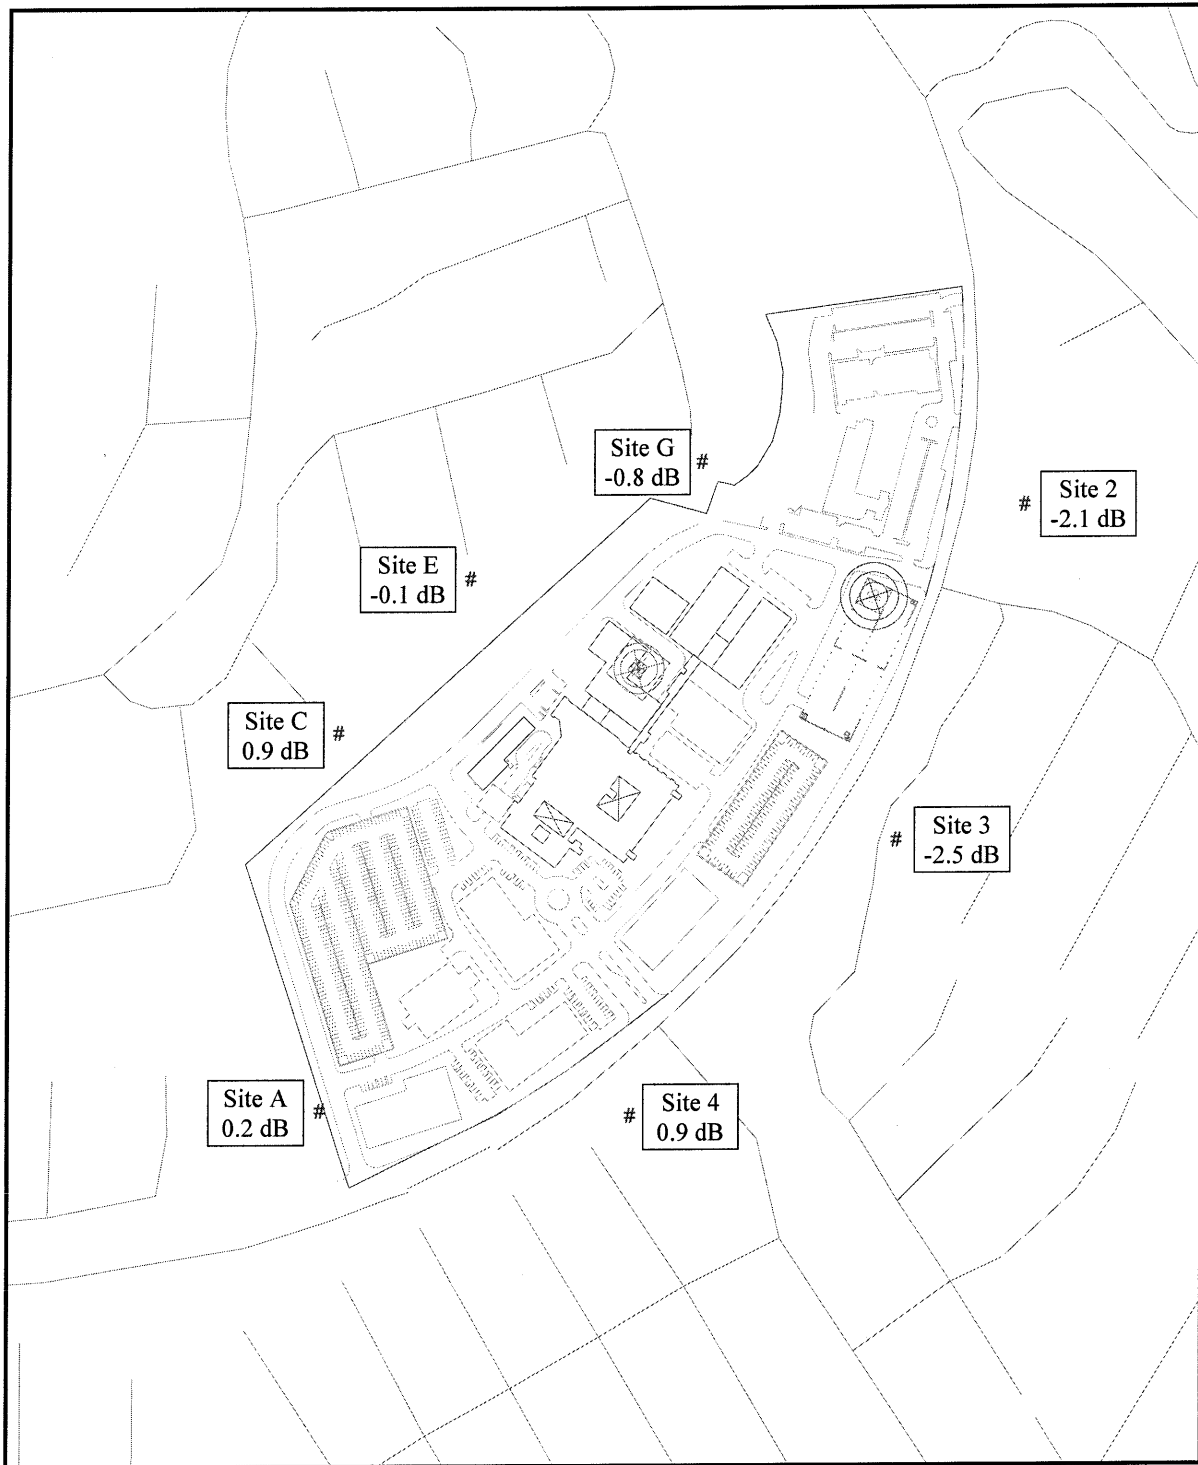 Site G
-0.8 dB
#
Site 2
-2.1 dB
#
Site E
-0.1 dB
#
Site C
0.9 dB
#
Site 3
-2.5 dB
#
Site A
0.2 dB
#
Site 4
0.9 dB
#